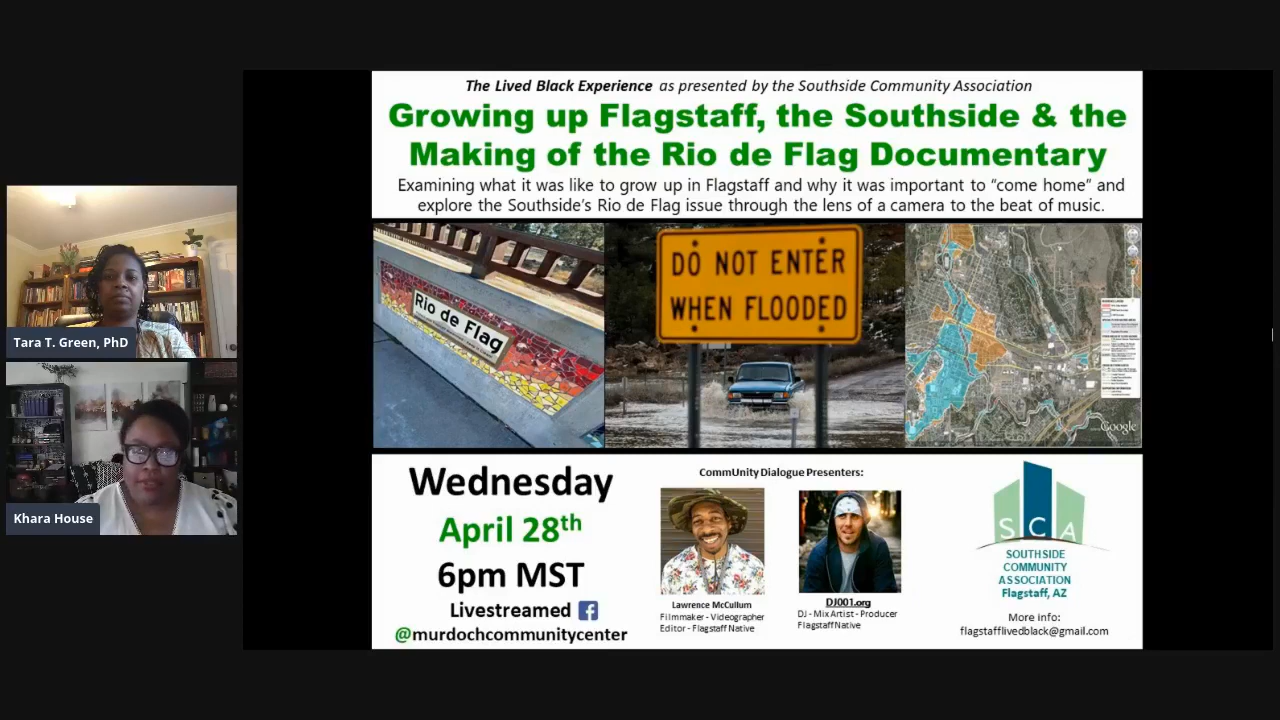 The Lived Black Experience as presented by the Southside Community Association
Growing up Flagstaff, the Southside & the
Making of the Rio de Flag Documentary
Examining what it was like to grow up in Flagstaff and why it was important to “come home” and
explore the Southside’s Rio de Flag issue through the lens of a camera to the beat of music.
Rio de Flag
DO NOT ENTER
WHEN FLOODED
Google
Tara T. Green, PhD
Khara House
Wednesday
April 28th
6pm MST
Livestreamed
@murdochcommunitycenter
CommUnity Dialogue Presenters:
Lawrence McCullum
Filmmaker - Videographer
Editor - Flagstaff Native
DJ001.org
DJ - Mix Artist - Producer
Flagstaff Native
SCA
SOUTHSIDE
COMMUNITY
ASSOCIATION
Flagstaff, AZ
More info:
flagstafflivedblack@gmail.com